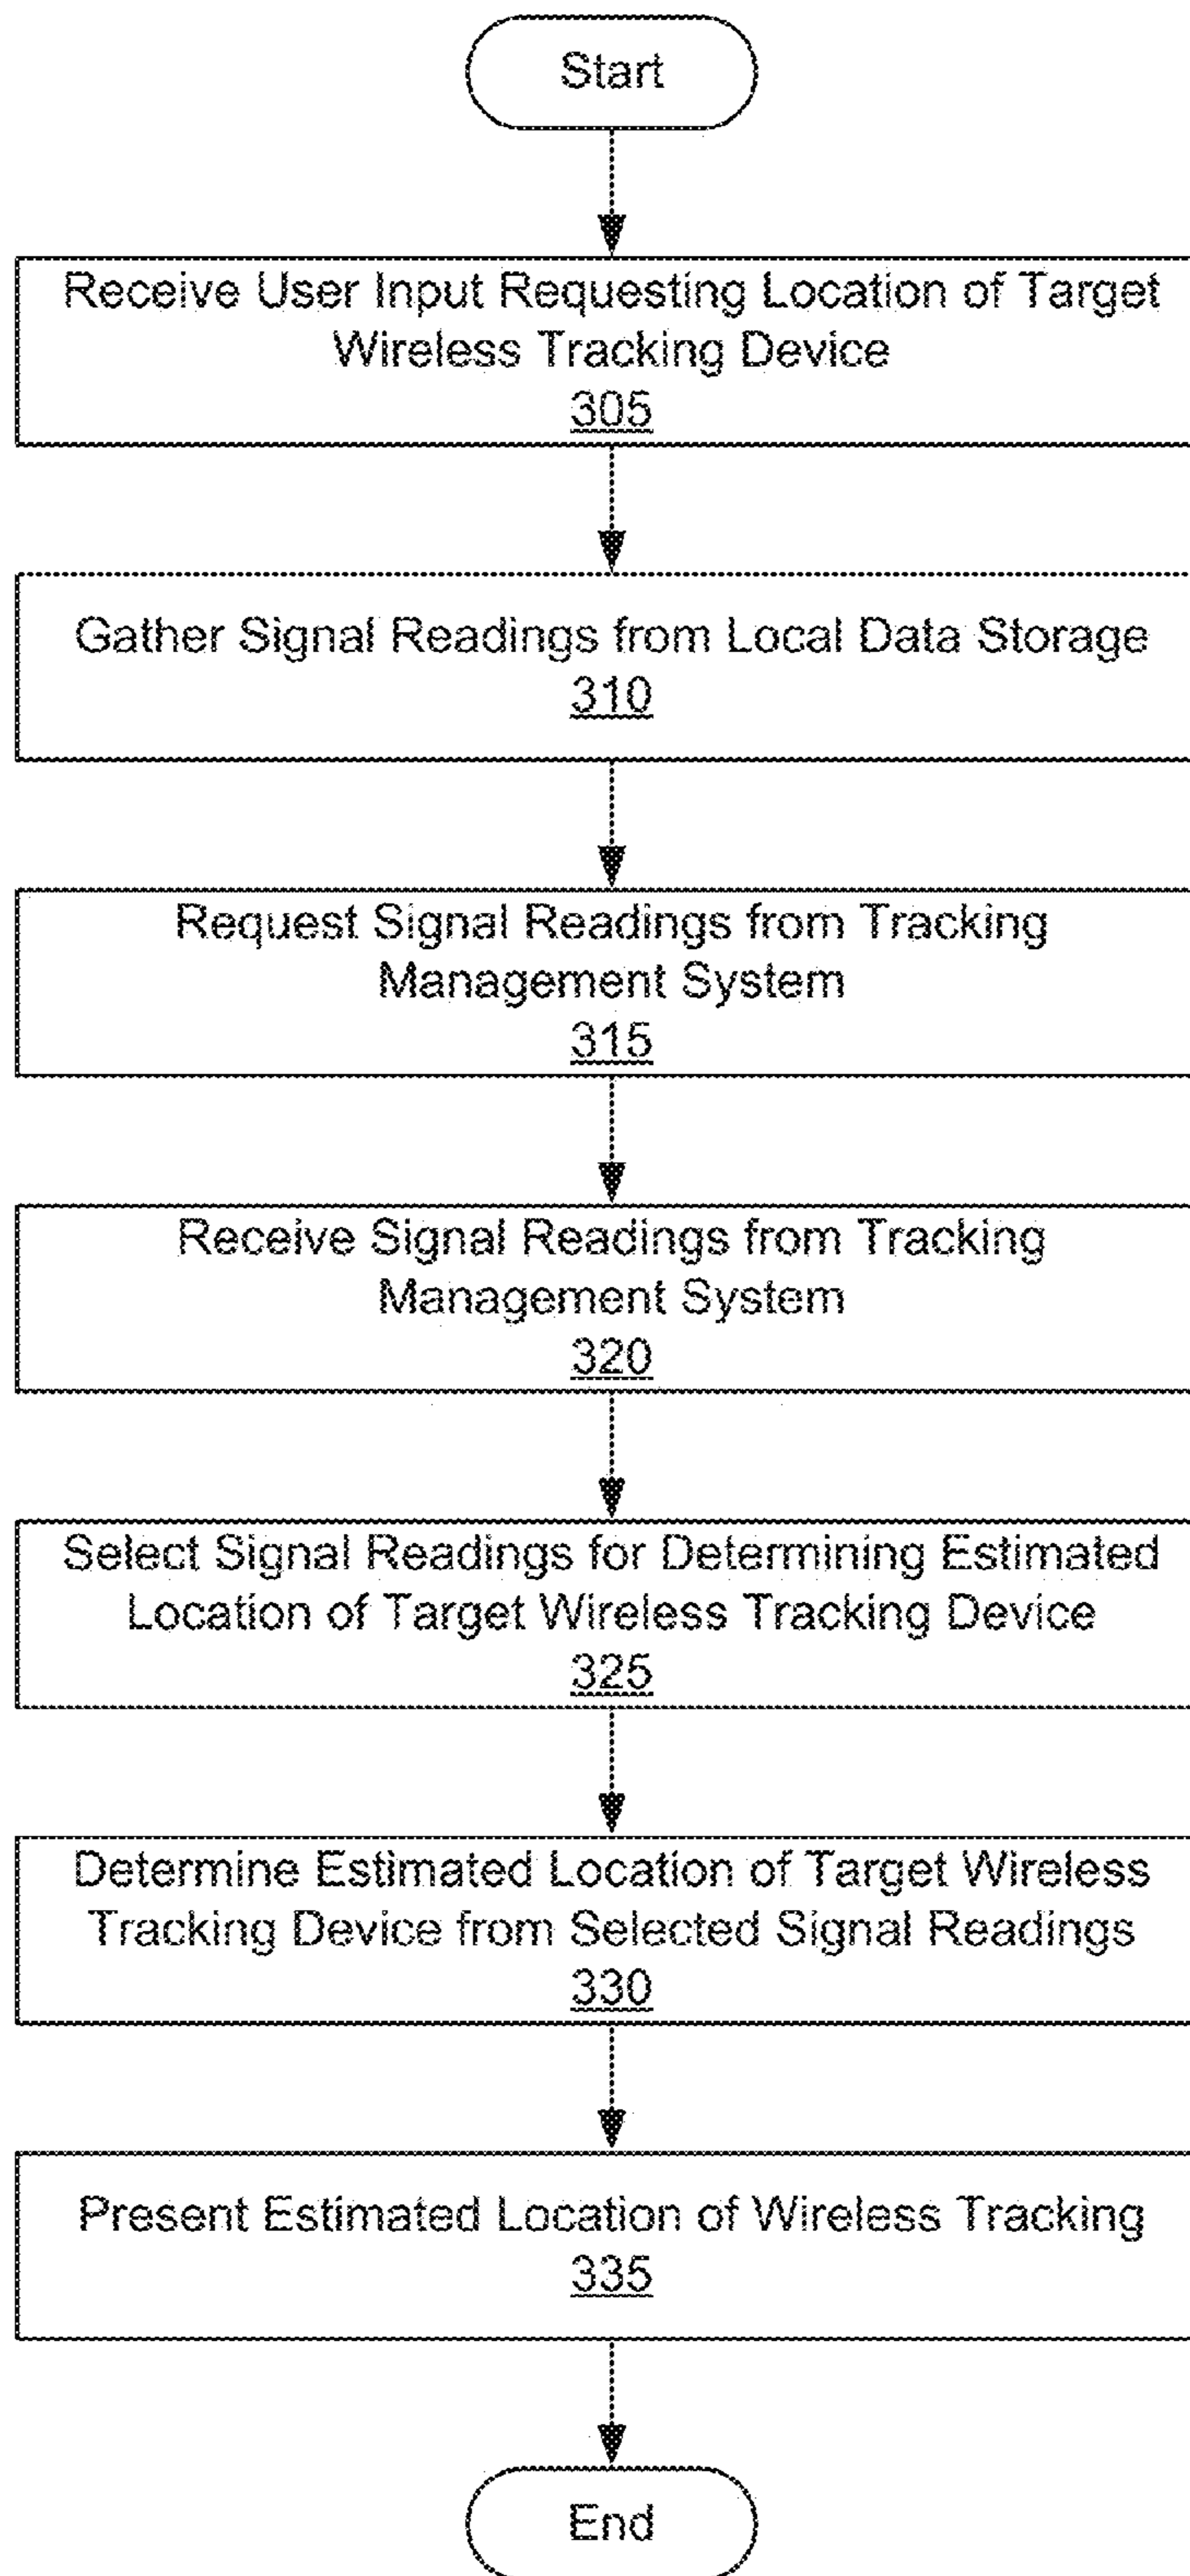 Start
Receive User Input Requesting Location of Target
Wireless Tracking Device
305
Gather Signal Readings from Local Data Storage
310
Request Signal Readings from Tracking
Management System
315
Receive Signal Readings from Tracking
Management System
320
Select Signal Readings for Determining Estimated
Location of Target Wireless Tracking Device
325
Determine Estimated Location of Target Wireless
Tracking Device from Selected Signal Readings
330
Present Estimated Location of Wireless Tracking
335
End